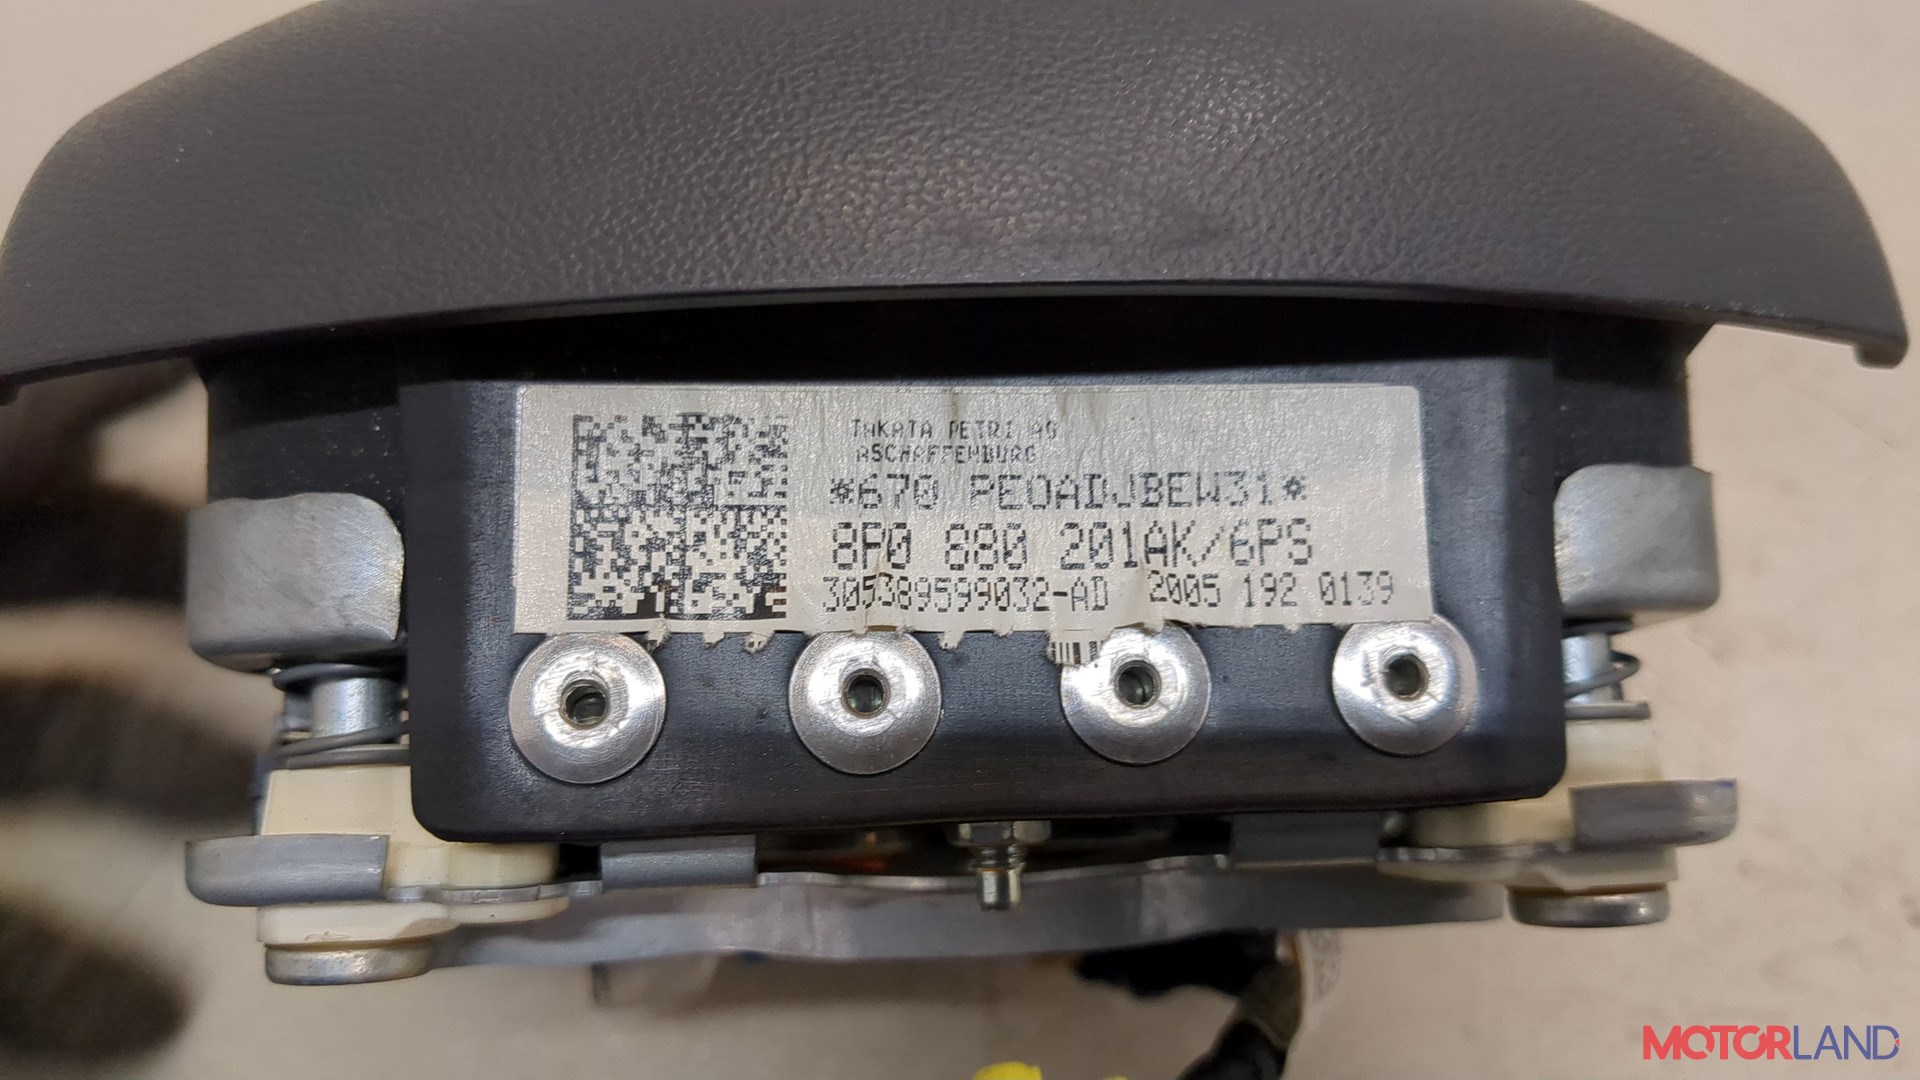 TAKATA PETRI AG
ASCHAFFENBURG
*670 PEOADJBEW31*
8P0 880 201AK/6PS
305389599032-AD 2005 192 0139
MOTORLAND